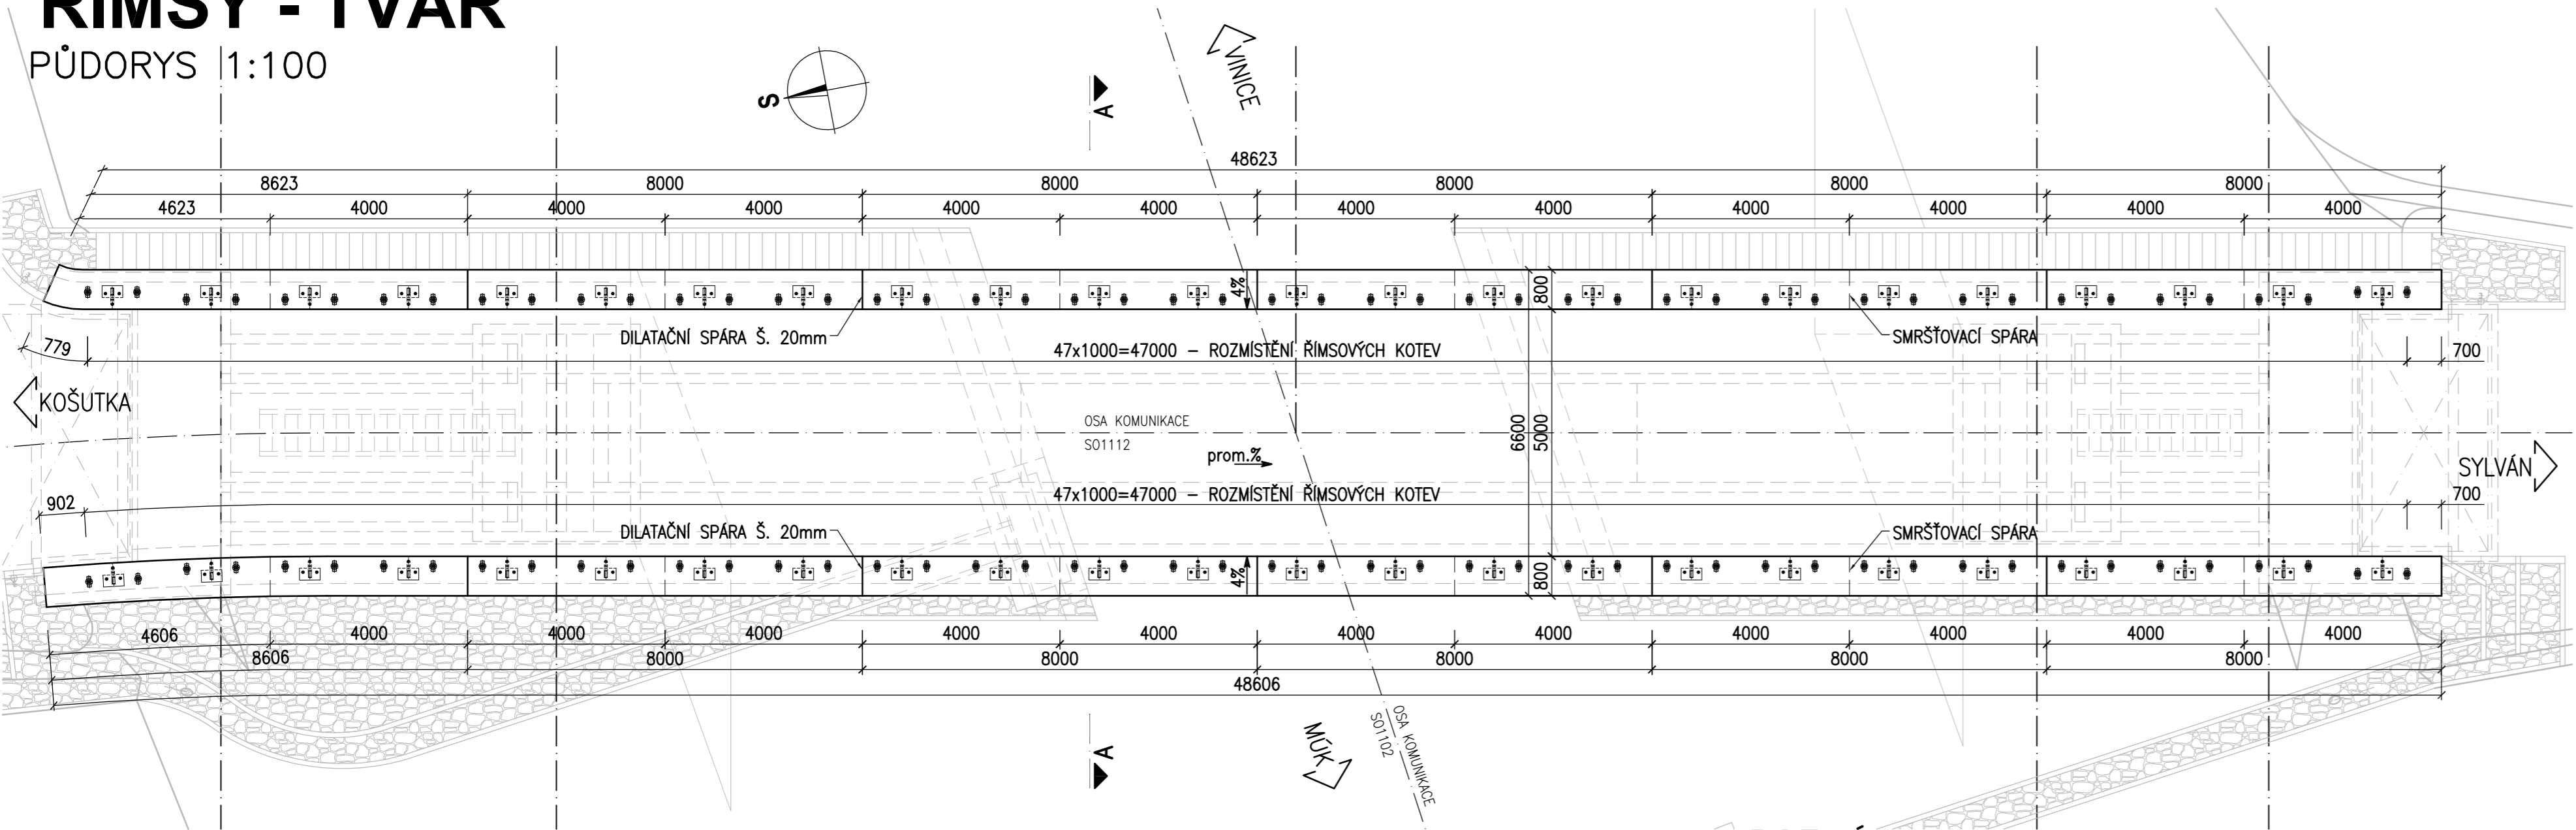 ŘÍMSY - TVAR
PŮDORYS 1:100
S
A
VINICE
48623
8623 8000 8000 8000 8000 8000
4623 4000 4000 4000 4000 4000 4000 4000 4000 4000 4000 4000
4% 800
DILATAČNÍ SPÁRA Š. 20mm
SMRŠŤOVACÍ SPÁRA
779 47x1000=47000 – ROZMÍSTĚNÍ ŘÍMSOVÝCH KOTEV 700
KOŠUTKA
OSA KOMUNIKACE
SO1112
6600 5000
prom.%
SYLVÁN
902 47x1000=47000 – ROZMÍSTĚNÍ ŘÍMSOVÝCH KOTEV 700
DILATAČNÍ SPÁRA Š. 20mm
SMRŠŤOVACÍ SPÁRA
4% 800
4606 4000 4000 4000 4000 4000 4000 4000 4000 4000 4000 4000
8606 8000 8000 8000 8000 8000
48606
A
MÚK
OSA KOMUNIKACE
SO1102